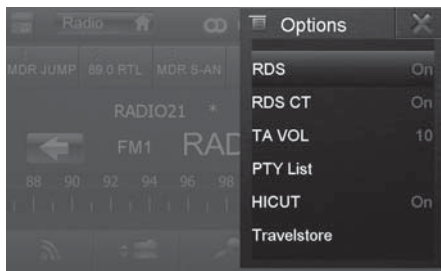 Radio
Options
MDR JUMP 89.0 RTL MDR S-AN
RDS On
RADIO21 *
RDS CT On
FM1 RAD
TA VOL 10
PTY List
88 90 92 94 96 98
HICUT On
Travelstore